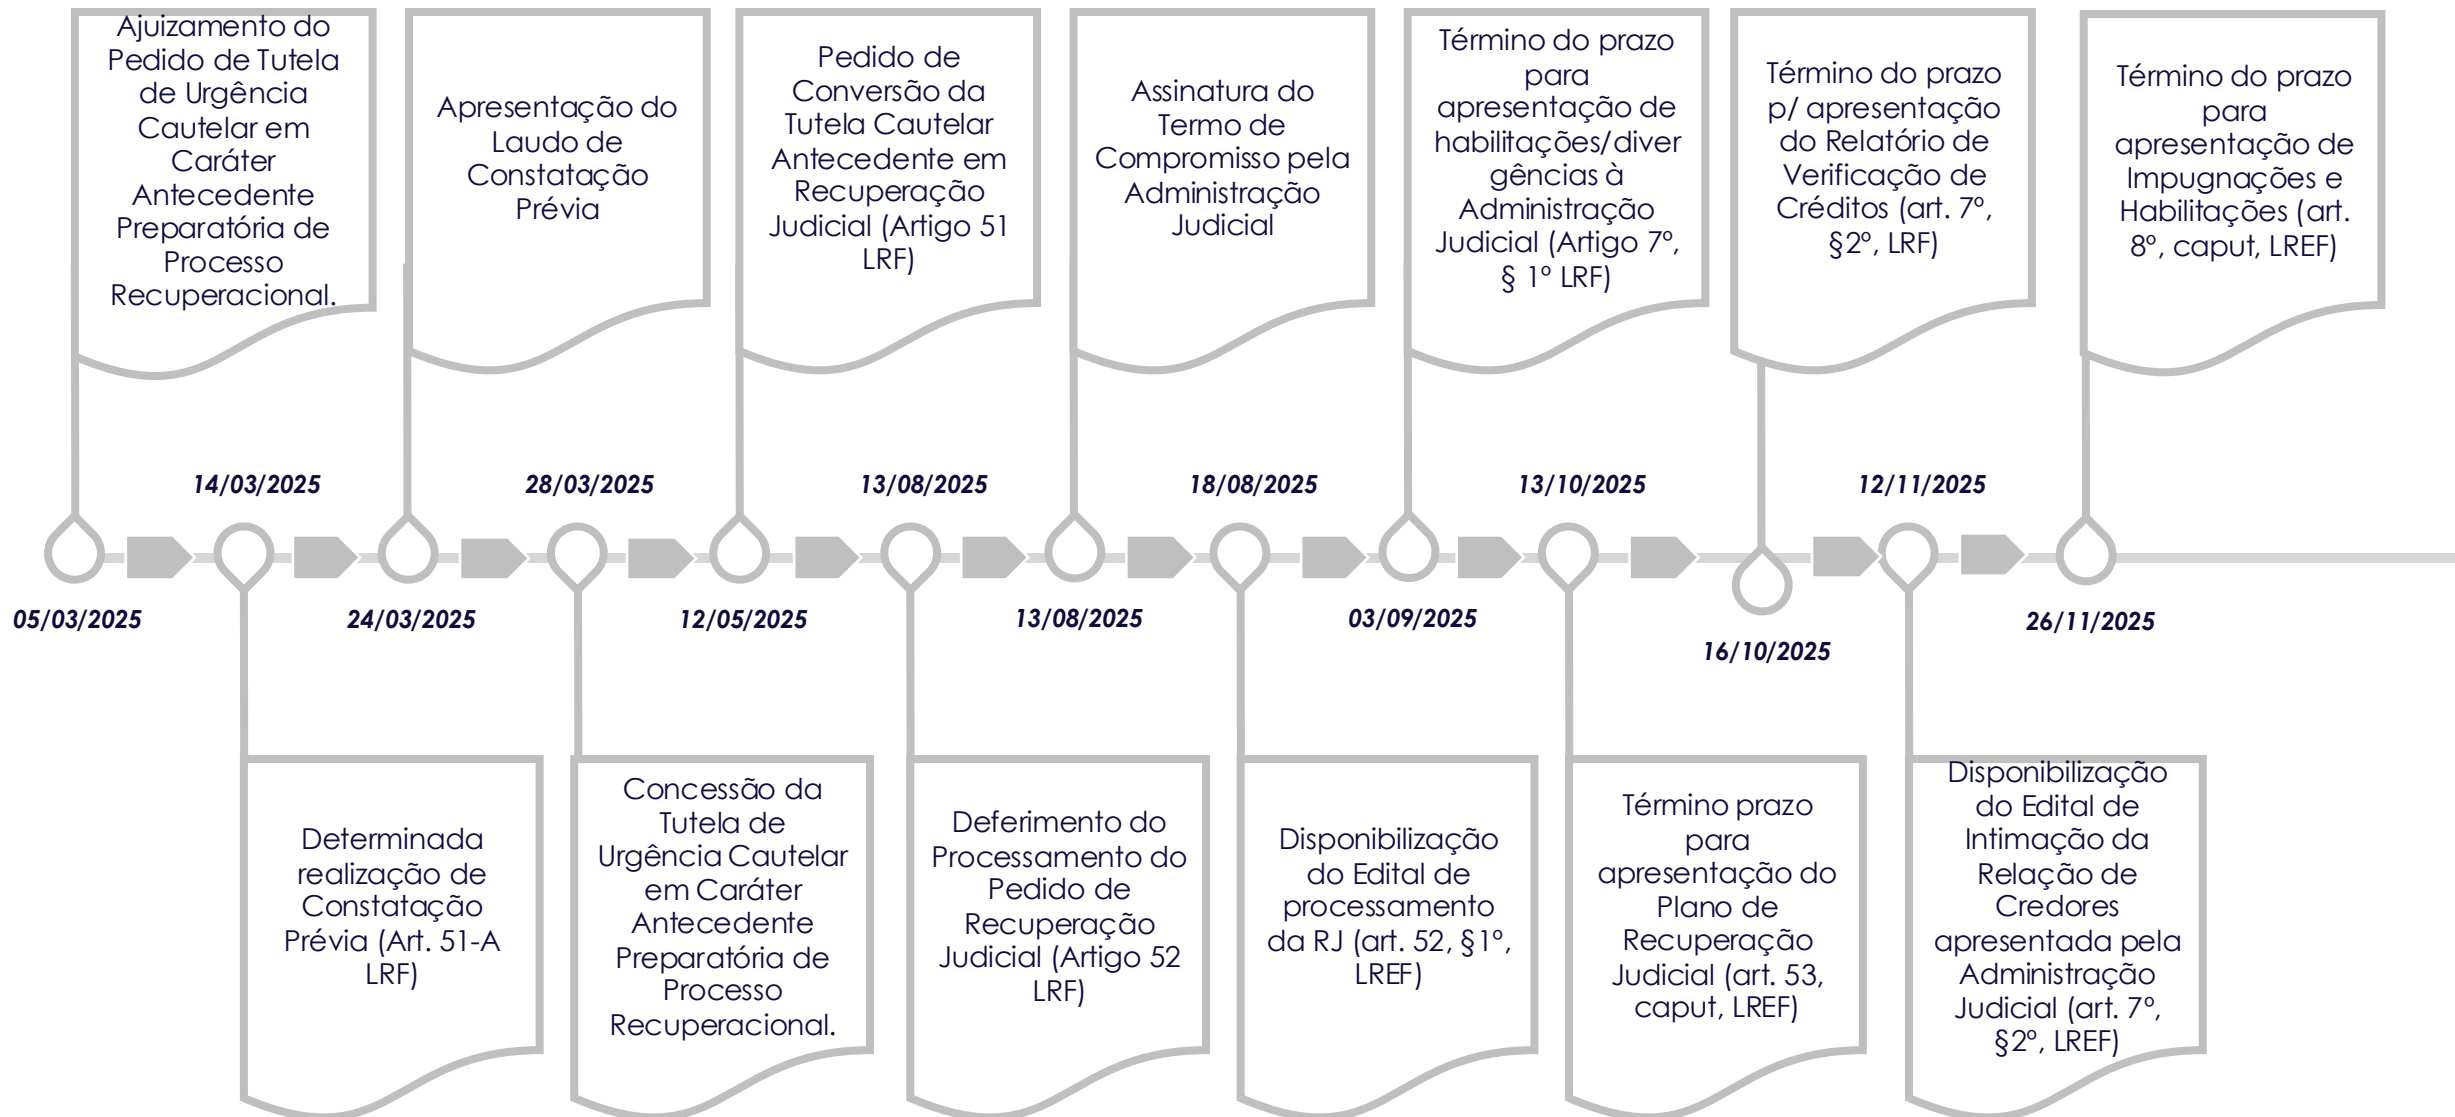 Ajuizamento do
Pedido de Tutela
de Urgência
Cautelar em
Caráter
Antecedente
Preparatória de
Processo
Recuperacional.
Apresentação do
Laudo de
Constatação
Prévia
Pedido de
Conversão da
Tutela Cautelar
Antecedente em
Recuperação
Judicial (Artigo 51
LRF)
Assinatura do
Termo de
Compromisso pela
Administração
Judicial
Término do prazo
para
apresentação de
habilitações/diver
gências à
Administração
Judicial (Artigo 7º,
§ 1º LRF)
Término do prazo
p/ apresentação
do Relatório de
Verificação de
Créditos (art. 7º,
§2º, LRF)
Término do prazo
para
apresentação de
Impugnações e
Habilitações (art.
8º, caput, LREF)
14/03/2025
28/03/2025
13/08/2025
18/08/2025
13/10/2025
12/11/2025
05/03/2025
24/03/2025
12/05/2025
13/08/2025
03/09/2025
16/10/2025
26/11/2025
Determinada
realização de
Constatação
Prévia (Art. 51-A
LRF)
Concessão da
Tutela de
Urgência Cautelar
em Caráter
Antecedente
Preparatória de
Processo
Recuperacional.
Deferimento do
Processamento do
Pedido de
Recuperação
Judicial (Artigo 52
LRF)
Disponibilização
do Edital de
processamento
da RJ (art. 52, §1º,
LREF)
Término prazo
para
apresentação do
Plano de
Recuperação
Judicial (art. 53,
caput, LREF)
Disponibilização
do Edital de
Intimação da
Relação de
Credores
apresentada pela
Administração
Judicial (art. 7º,
§2º, LREF)